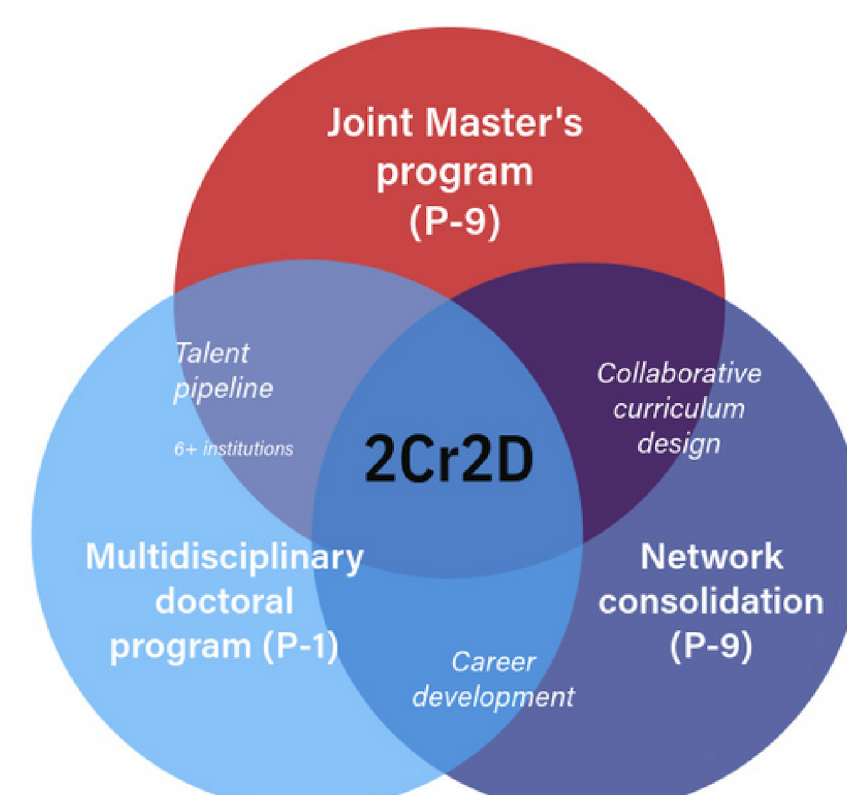 Joint Master's
program
(P-9)
Talent
pipeline
6+ institutions
Collaborative
curriculum
design
2Cr2D
Multidisciplinary
doctoral
program (P-1)
Network
consolidation
(P-9)
Career
development